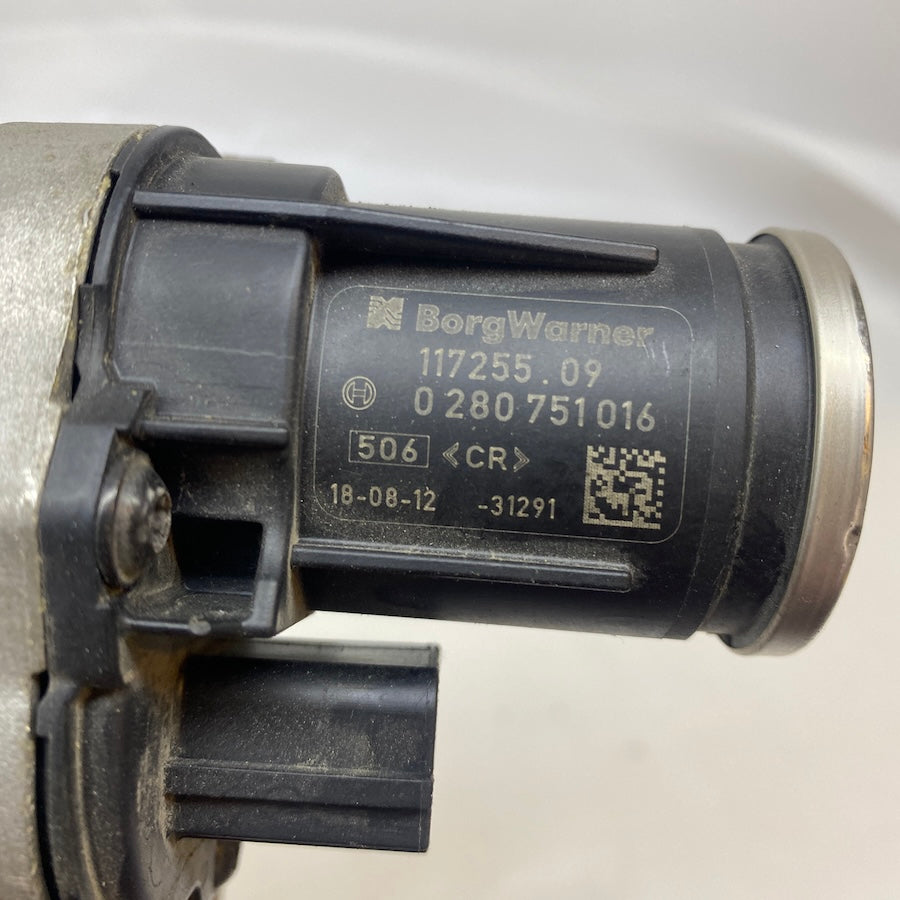 BorgWarner
117255.09
0 280 751 016
506 <CR>
18-08-12 -31291